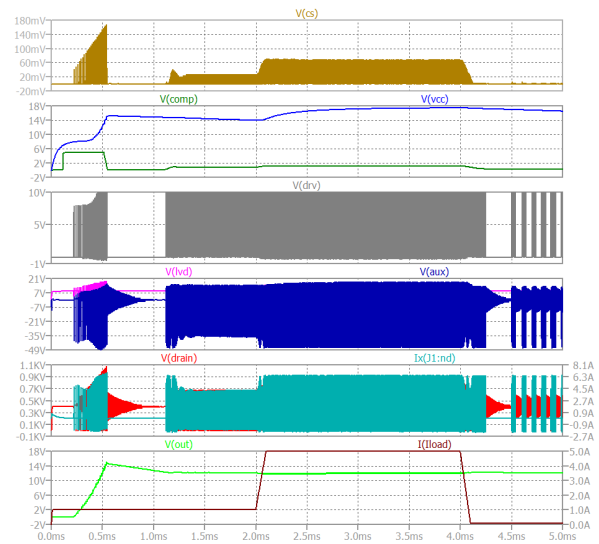 V(cs)
180mV
140mV
100mV
60mV
20mV
-20mV
V(comp) V(vcc)
18V
14V
10V
6V
2V
-2V
V(drv)
10V
5V
-1V
V(lvd) V(aux)
21V
7V
-7V
-21V
-35V
-49V
V(drain) Ix(J1:nd)
1.1KV 8.1A
0.9KV 6.3A
0.7KV 4.5A
0.5KV 2.7A
0.3KV 0.9A
0.1KV -0.9A
-0.1KV -2.7A
V(out) I(Iload)
18V 5.0A
14V 4.0A
10V 3.0A
6V 2.0A
2V 1.0A
-2V 0.0A
0.0ms 0.5ms 1.0ms 1.5ms 2.0ms 2.5ms 3.0ms 3.5ms 4.0ms 4.5ms 5.0ms